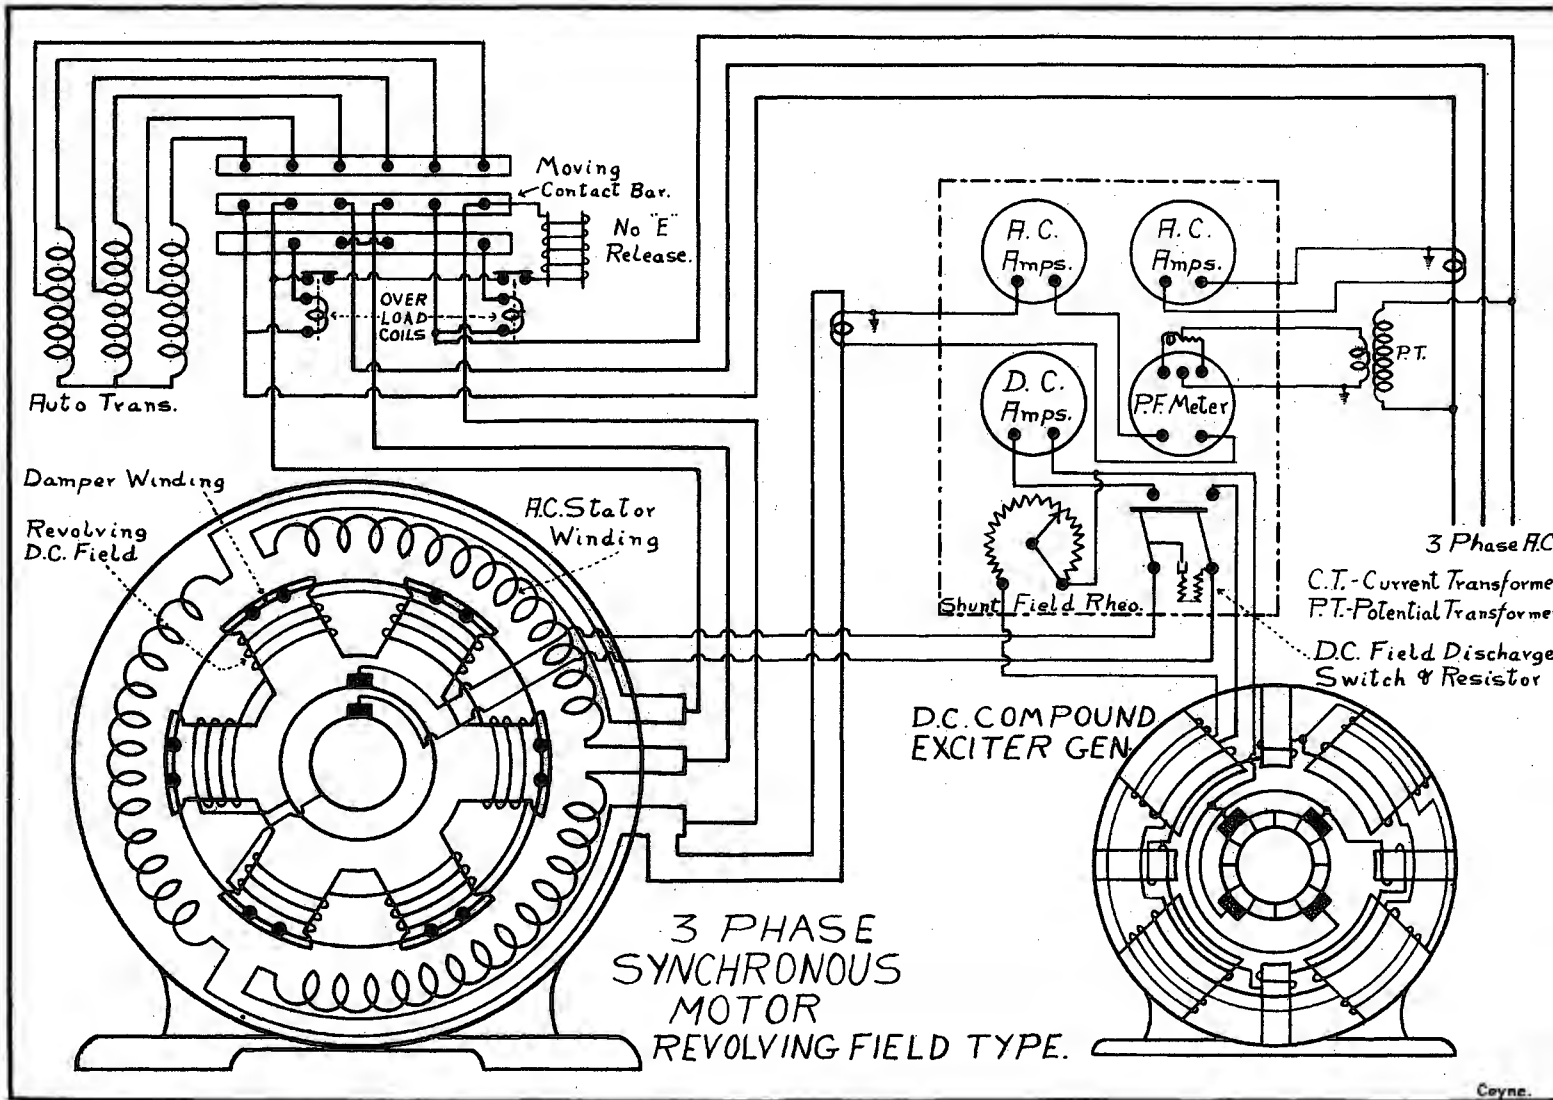 Moving
Contact Bar.
No "E"
Release.
OVER
LOAD
COILS
Auto Trans.
A.C.
Amps.
A.C.
Amps.
D.C.
Amps.
P.F. Meter
P.T.
Shunt Field Rheo.
3 Phase A.C
C.T.-Current Transforme
P.T-Potential Transforme
D.C. Field Discharge
Switch & Resistor
Damper Winding
Revolving
D.C. Field
A.C. Stator
Winding
D.C. COMPOUND
EXCITER GEN.
3 PHASE
SYNCHRONOUS
MOTOR
REVOLVING FIELD TYPE.
Coyne.